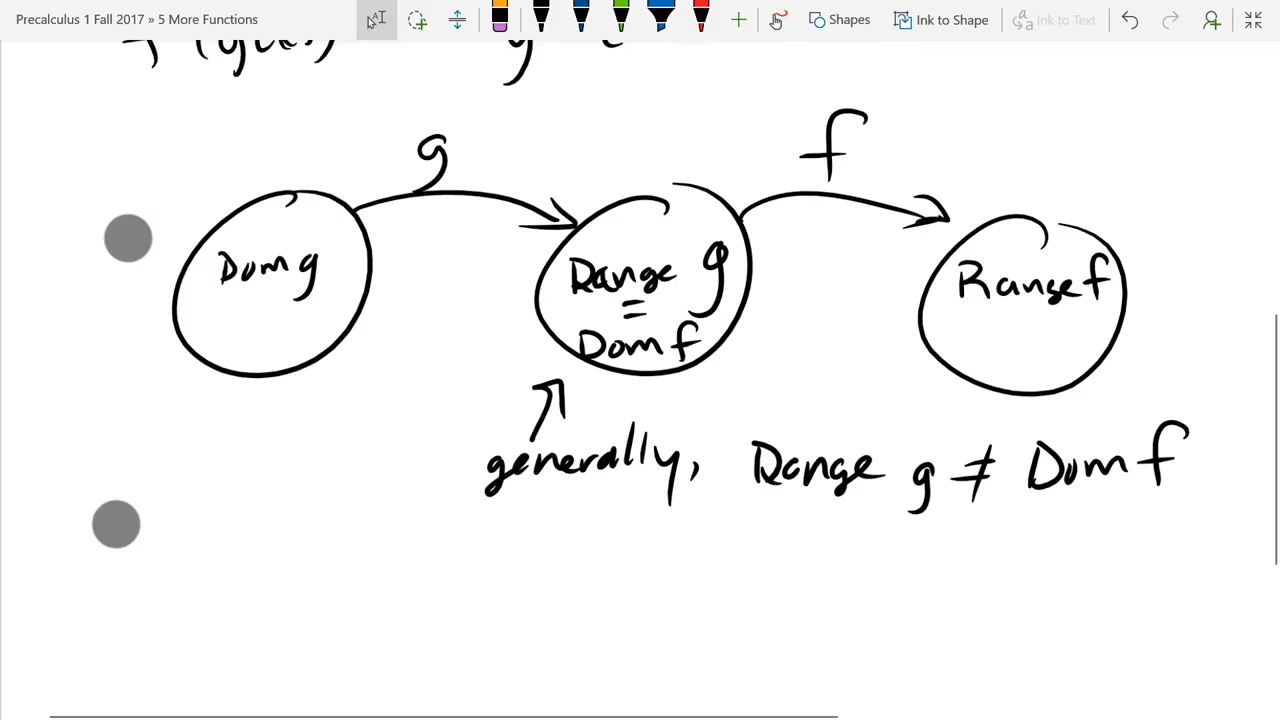 Precalculus 1 Fall 2017 » 5 More Functions
Shapes
Ink to Shape
Ink to Text
g
f
Dom g
Range g
=
Dom f
Range f
generally, Range g ≠ Dom f